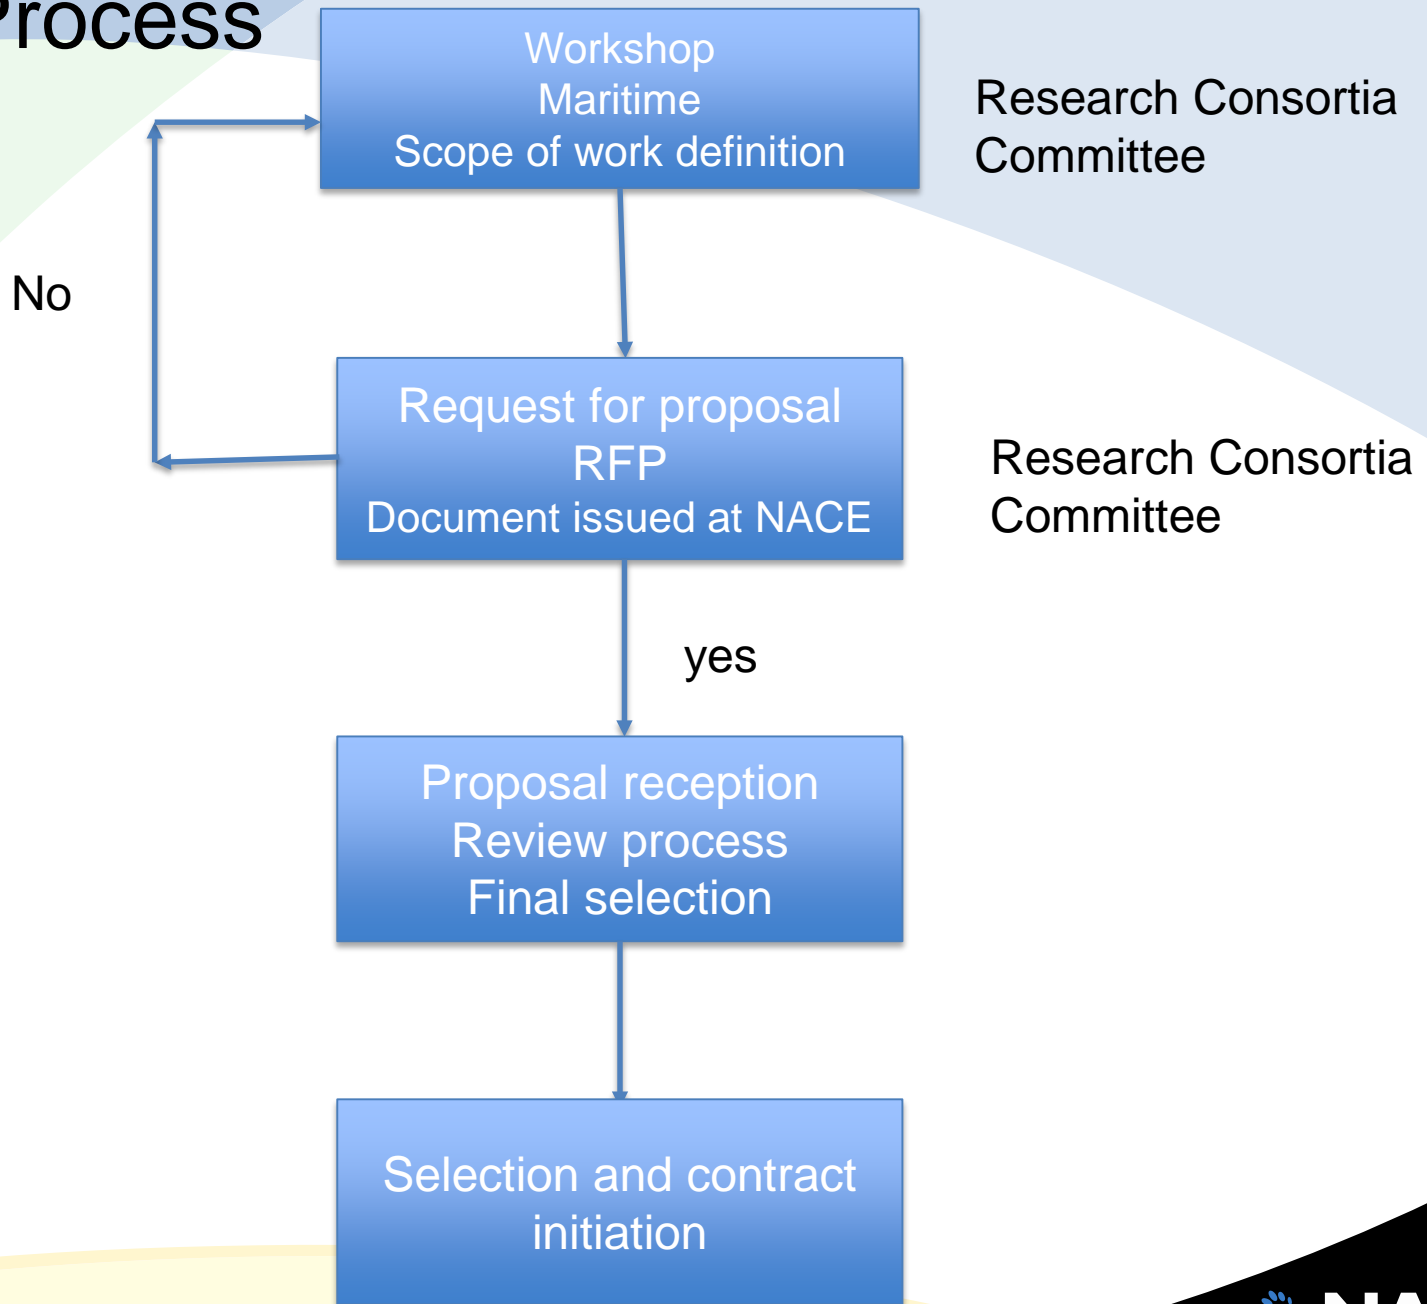 Process
Workshop
Maritime
Scope of work definition
Research Consortia
Committee
No
Request for proposal
RFP
Document issued at NACE
Research Consortia
Committee
yes
Proposal reception
Review process
Final selection
Selection and contract
initiation